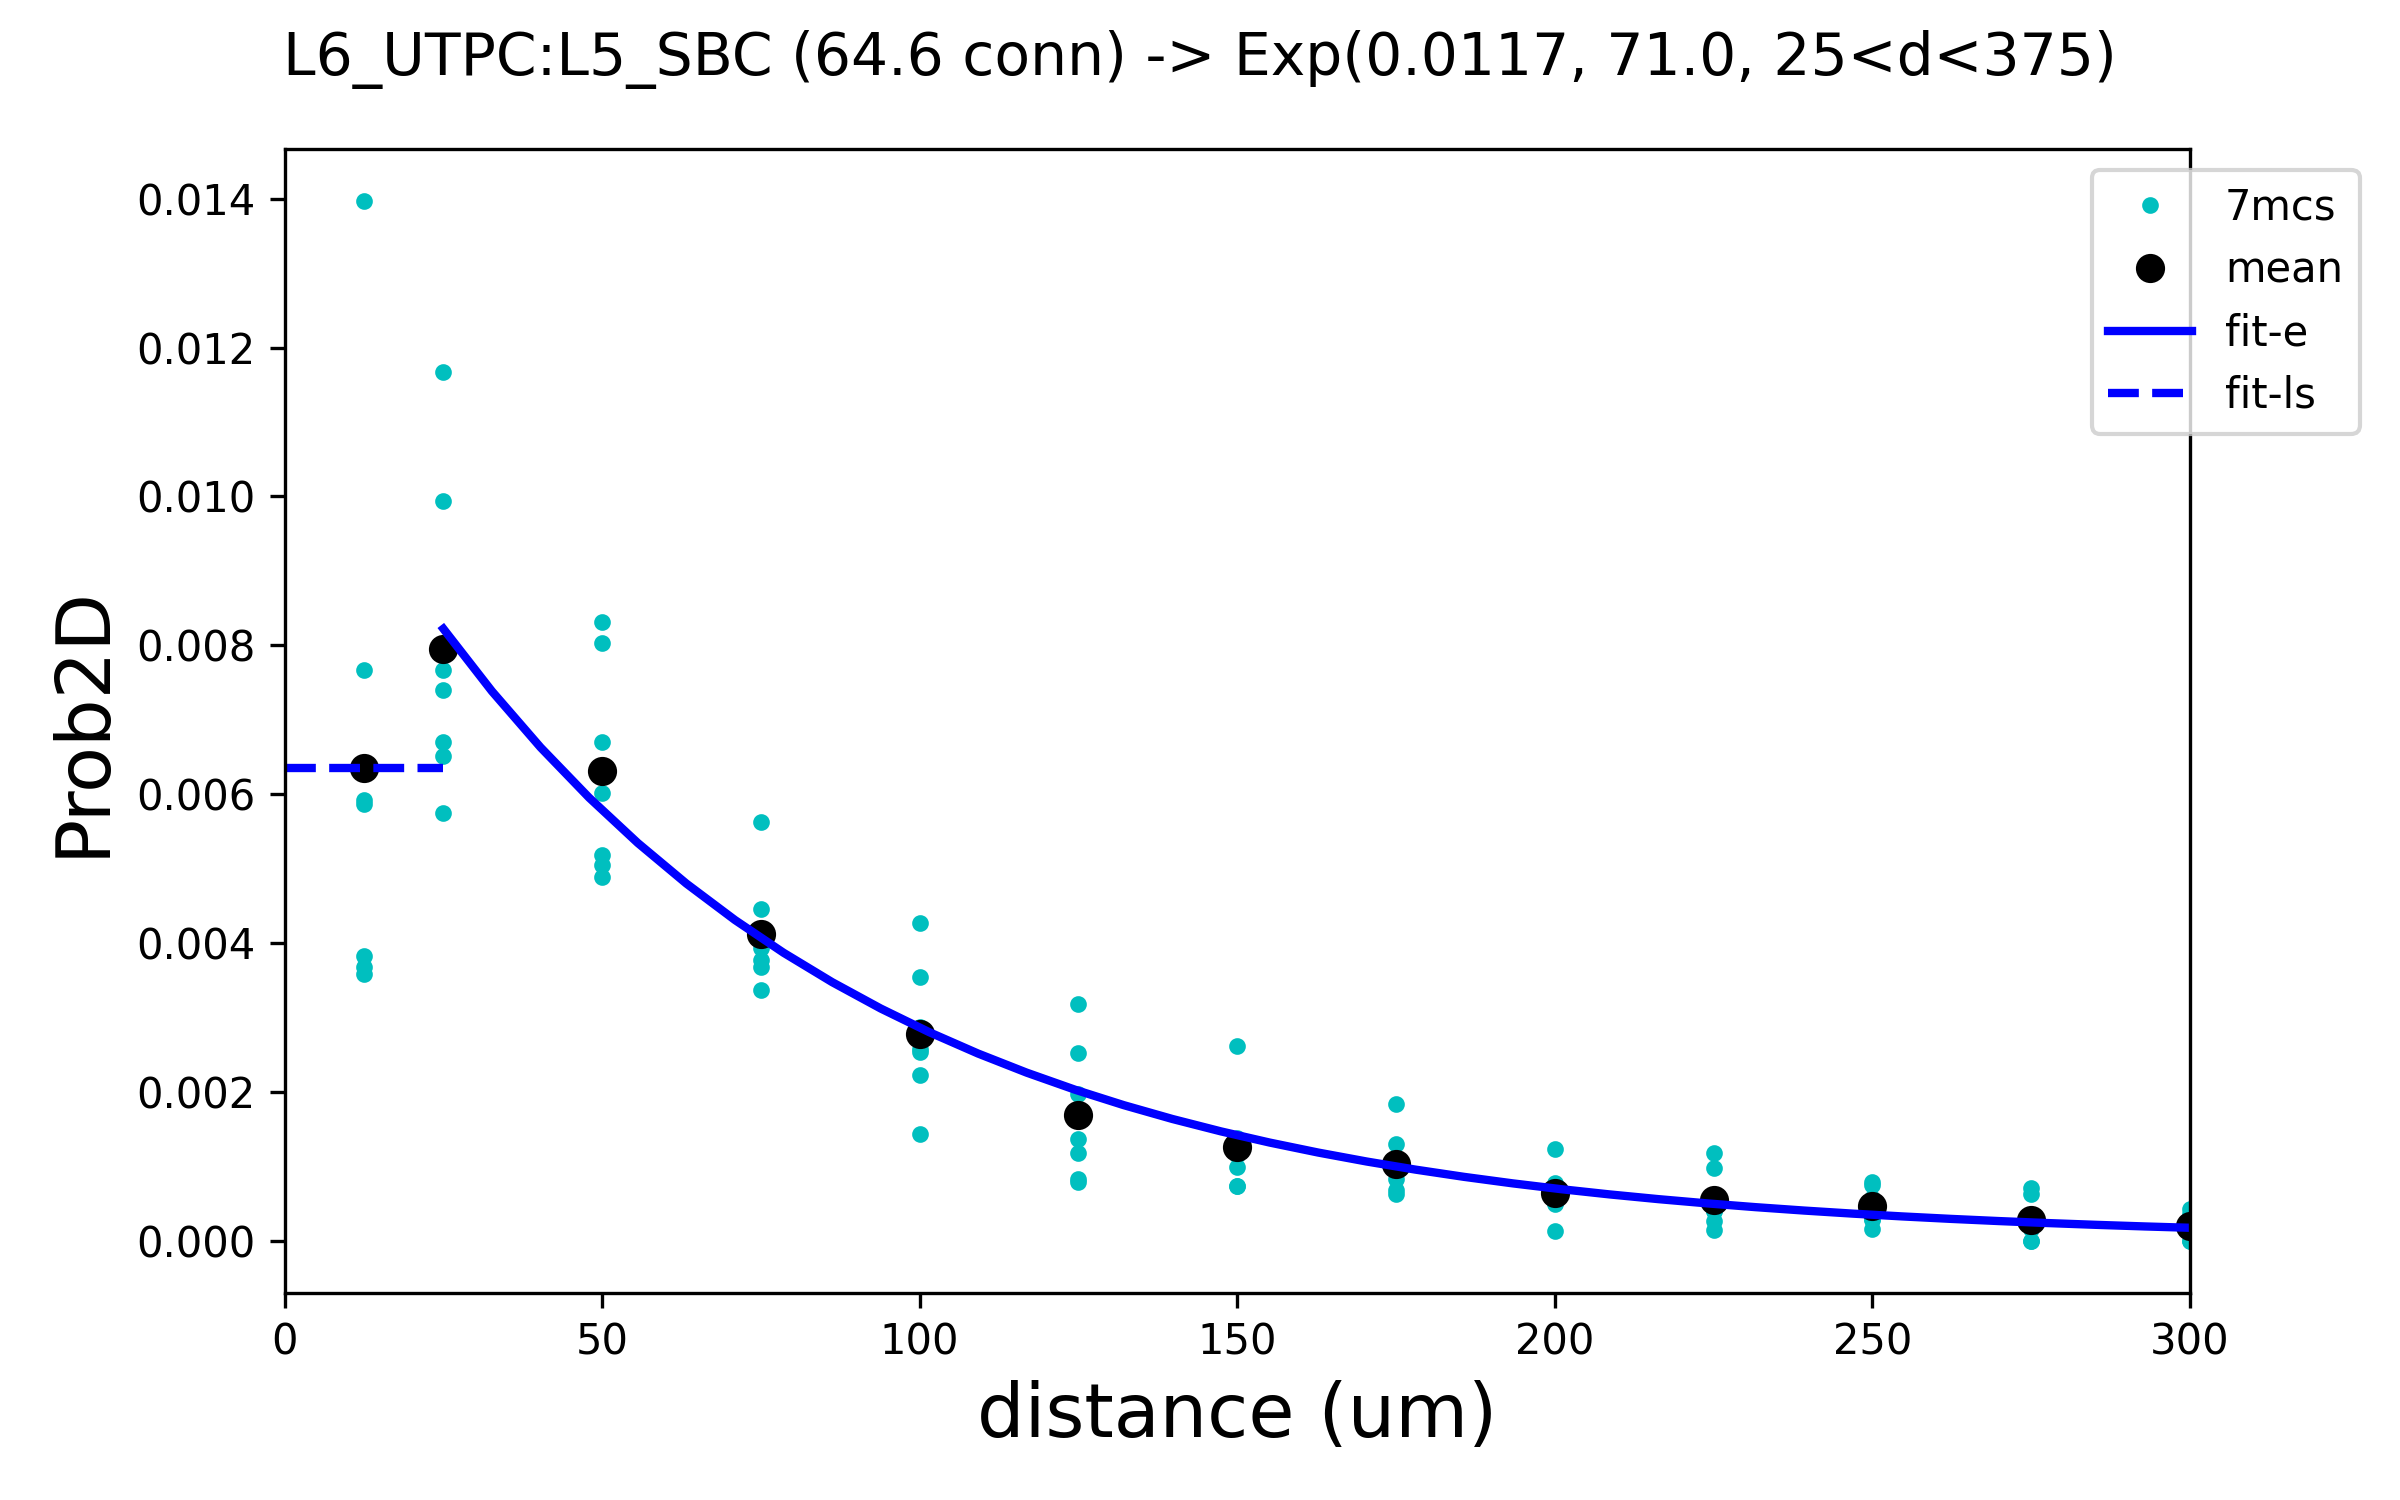 L6_UTPC:L5_SBC (64.6 conn) -> Exp(0.0117, 71.0, 25<d<375)
7mcs
mean
fit-e
fit-ls
Prob2D
0.014
0.012
0.010
0.008
0.006
0.004
0.002
0.000
0 50 100 150 200 250 300
distance (um)